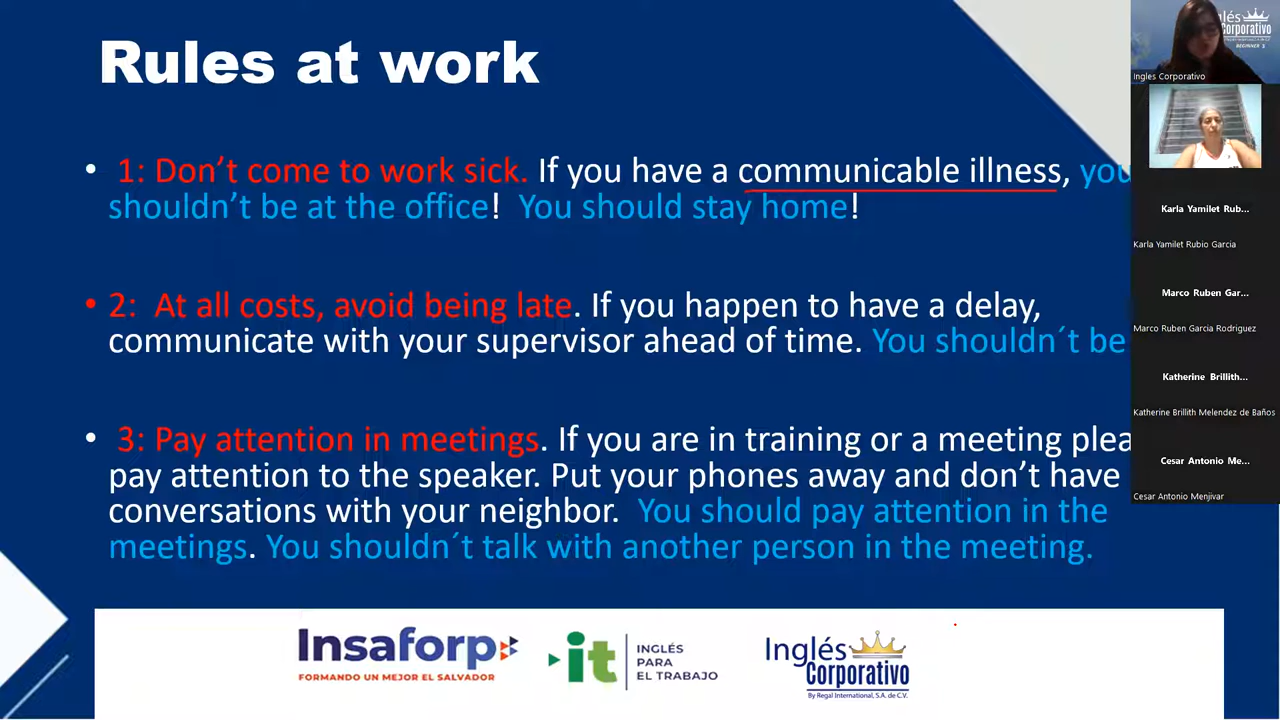 Rules at work
• 1: Don’t come to work sick. If you have a communicable illness, you
shouldn’t be at the office! You should stay home!
• 2: At all costs, avoid being late. If you happen to have a delay,
communicate with your supervisor ahead of time. You shouldn´t be
• 3: Pay attention in meetings. If you are in training or a meeting plea
pay attention to the speaker. Put your phones away and don’t have
conversations with your neighbor. You should pay attention in the
meetings. You shouldn´t talk with another person in the meeting.
Insaforp
FORMANDO UN MEJOR EL SALVADOR
it
INGLÉS
PARA
EL TRABAJO
Inglés
Corporativo
By Regal International, S.A. de C.V.
Inglés
Corporativo
BEGINNER 3
Ingles Corporativo
Karla Yamilet Rub...
Karla Yamilet Rubio Garcia
Marco Ruben Gar...
Marco Ruben Garcia Rodriguez
Katherine Brillith...
Katherine Brillith Melendez de Baños
Cesar Antonio Me...
Cesar Antonio Menjivar